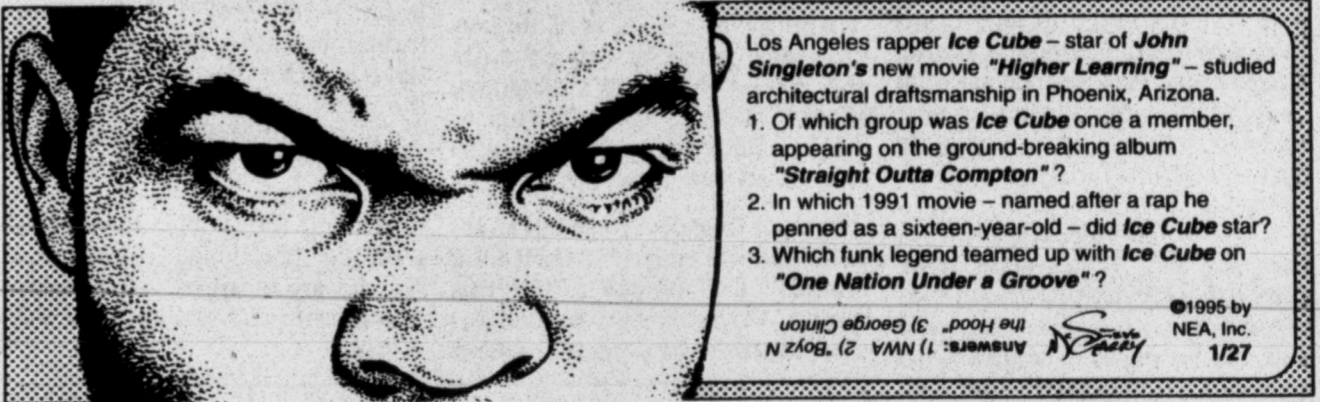 Los Angeles rapper Ice Cube – star of John
Singleton's new movie "Higher Learning" – studied
architectural draftsmanship in Phoenix, Arizona.
1. Of which group was Ice Cube once a member,
appearing on the ground-breaking album
"Straight Outta Compton"?
2. In which 1991 movie – named after a rap he
penned as a sixteen-year-old – did Ice Cube star?
3. Which funk legend teamed up with Ice Cube on
"One Nation Under a Groove"?
Answers: 1) NWA 2) "Boyz N
the Hood" 3) George Clinton
©1995 by
NEA, Inc.
1/27